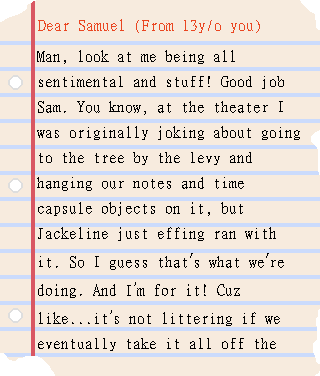 Dear Samuel (From 13y/o you)
Man, look at me being all
sentimental and stuff! Good job
Sam. You know, at the theater I
was originally joking about going
to the tree by the levy and
hanging our notes and time
capsule objects on it, but
Jackeline just effing ran with
it. So I guess that's what we're
doing. And I'm for it! Cuz
like...it's not littering if we
eventually take it all off the